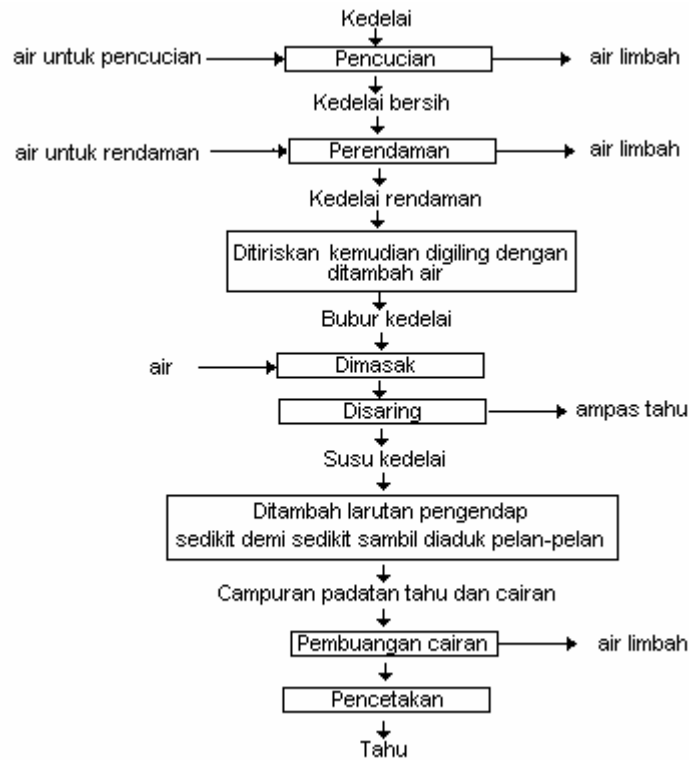 Kedelai
air untuk pencucian
Pencucian
air limbah
Kedelai bersih
air untuk rendaman
Perendaman
air limbah
Kedelai rendaman
Ditiriskan kemudian digiling dengan
ditambah air
Bubur kedelai
air
Dimasak
Disaring
ampas tahu
Susu kedelai
Ditambah larutan pengendap
sedikit demi sedikit sambil diaduk pelan-pelan
Campuran padatan tahu dan cairan
Pembuangan cairan
air limbah
Pencetakan
Tahu